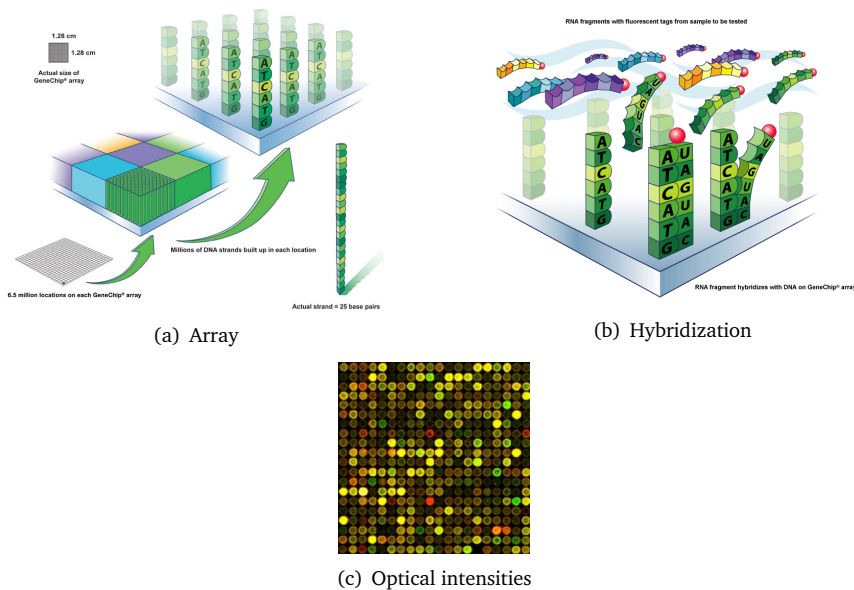 1.28 cm
1.28 cm
Actual size of
GeneChip® array
A T C A T G
A T C A T G
A T C A T G
A T C A T G
A T C A T G
Millions of DNA strands built up in each location
6.5 million locations on each GeneChip® array
Actual strand = 25 base pairs
(a) Array
RNA fragments with fluorescent tags from sample to be tested
U A G U A C
A T C A T G
A T C A T G
U A G U A C
A T C A T G
U A G U A C
RNA fragment hybridizes with DNA on GeneChip® array
(b) Hybridization
(c) Optical intensities